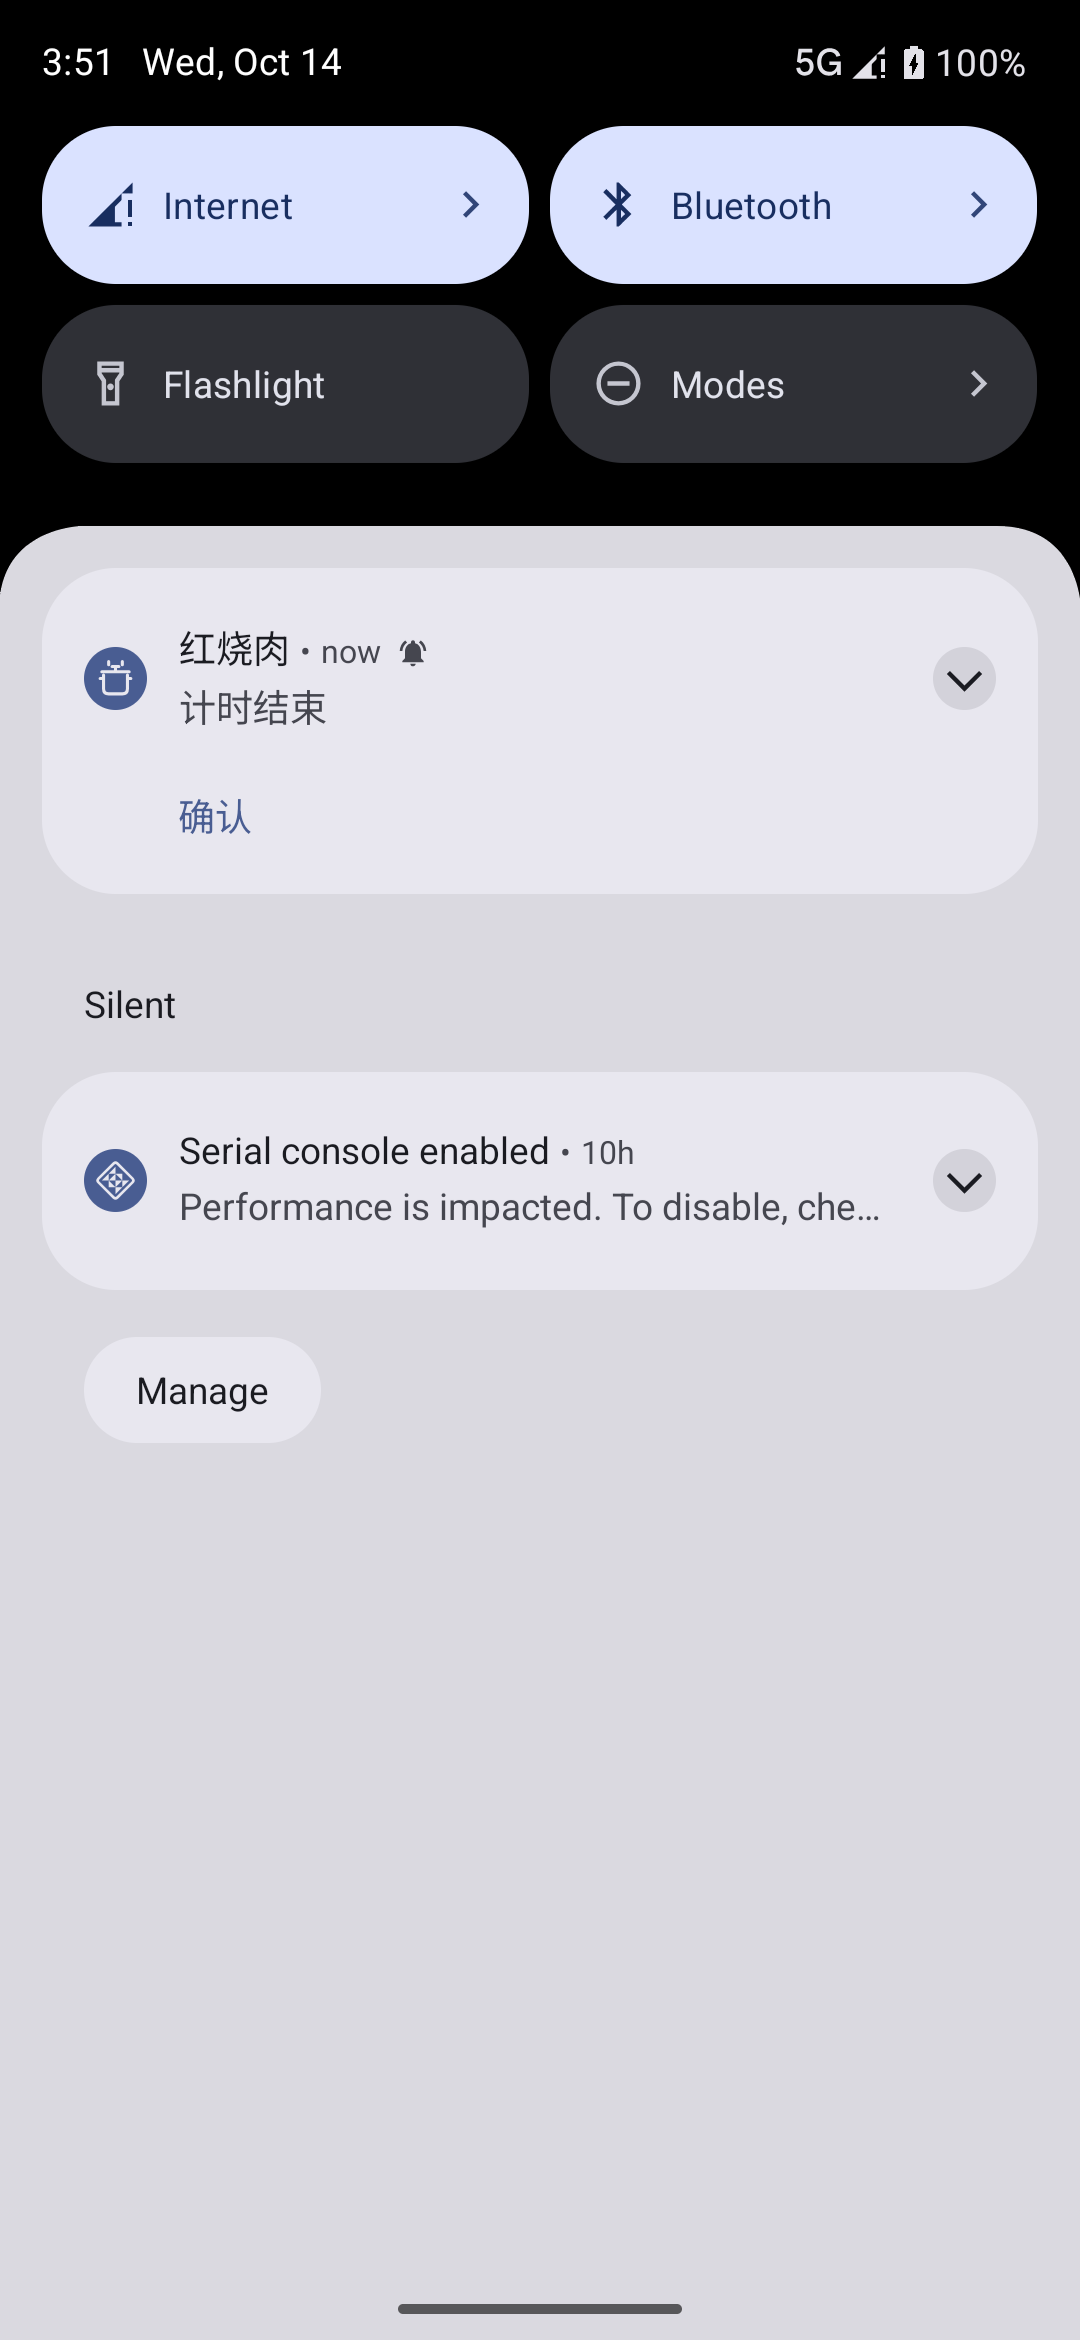 3:51 Wed, Oct 14 5G 100%
Internet Bluetooth
Flashlight Modes
红烧肉 • now
计时结束
确认
Silent
Serial console enabled • 10h
Performance is impacted. To disable, che…
Manage